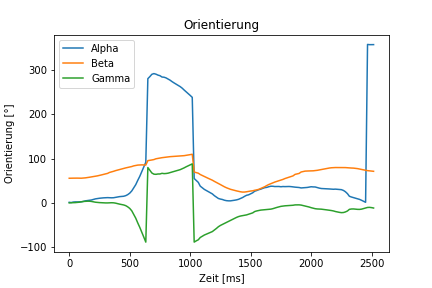 Orientierung
Alpha
Beta
Gamma
Orientierung [°]
300
200
100
0
−100
0
500
1000
1500
2000
2500
Zeit [ms]